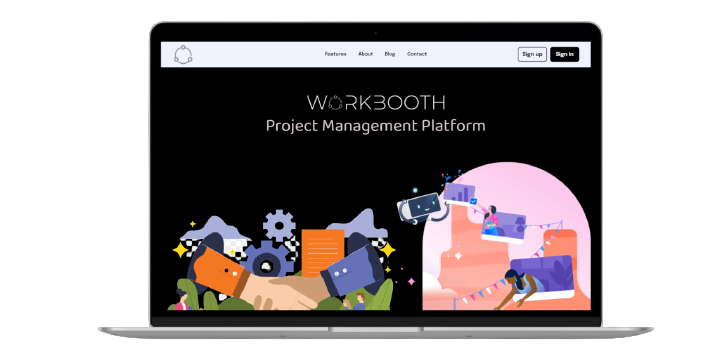 Features About Blog Contact Sign up Sign in
WORKBOOTH
Project Management Platform